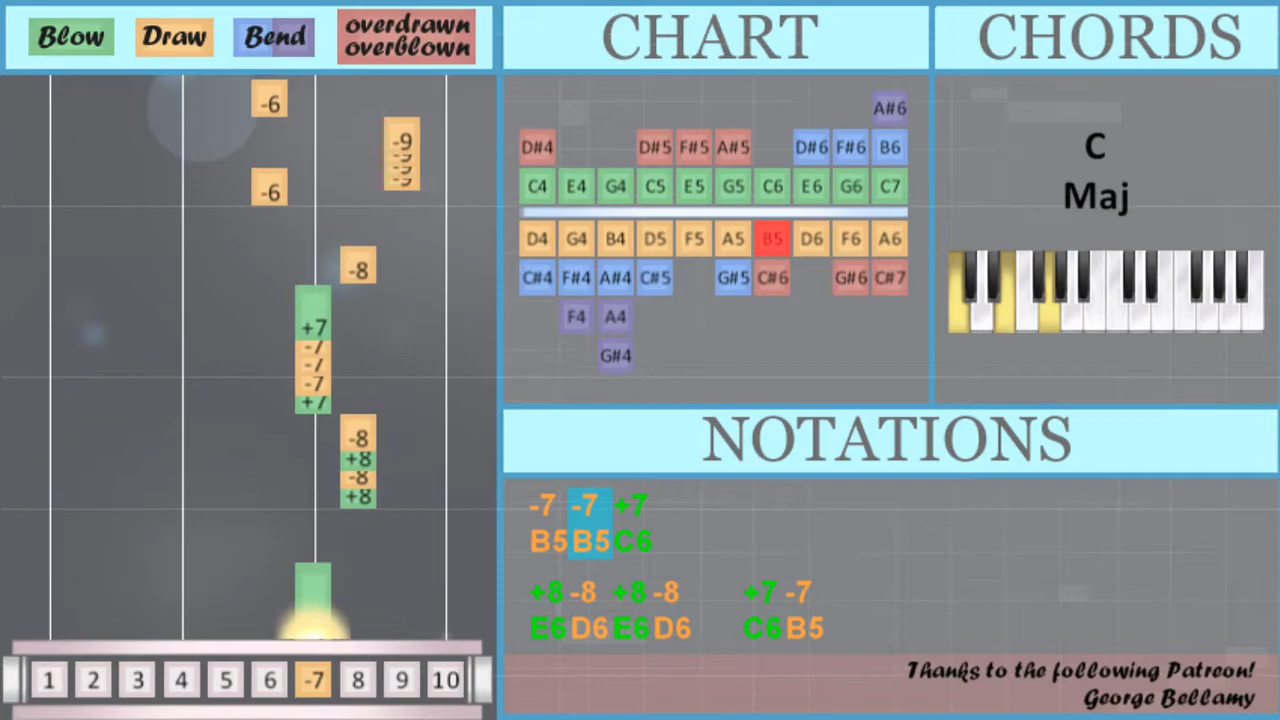 Blow Draw Bend overdrawn
overblown
CHART
CHORDS
-6
-9
-6
-8
+7
-7
-7
-7
+7
-8
+8
-8
+8
1 2 3 4 5 6 -7 8 9 10
A#6
D#4 D#5 F#5 A#5 D#6 F#6 B6
C4 E4 G4 C5 E5 G5 C6 E6 G6 C7
D4 G4 B4 D5 F5 A5 B5 D6 F6 A6
C#4 F#4 A#4 C#5 G#5 C#6 G#6 C#7
F4 A4
G#4
C
Maj
NOTATIONS
-7 -7 +7
B5 B5 C6
+8 -8 +8 -8 +7 -7
E6 D6 E6 D6 C6 B5
Thanks to the following Patreon!
George Bellamy